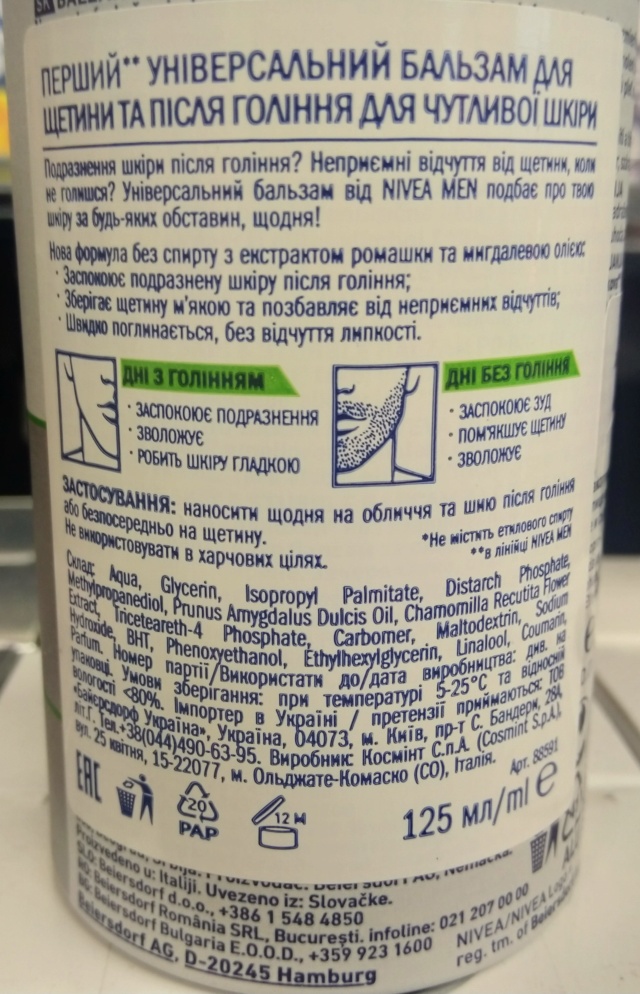 ПЕРШИЙ** УНІВЕРСАЛЬНИЙ БАЛЬЗАМ ДЛЯ
ЩЕТИНИ ТА ПІСЛЯ ГОЛІННЯ ДЛЯ ЧУТЛИВОЇ ШКІРИ
Подразнення шкіри після гоління? Неприємні відчуття від щетини, коли
не голишся? Універсальний бальзам від NIVEA MEN подбає про твою
шкіру за будь-яких обставин, щодня!
Нова формула без спирту з екстрактом ромашки та мигдалевою олією:
· Заспокоює подразнену шкіру після гоління;
· Зберігає щетину м'якою та позбавляє від неприємних відчуттів;
· Швидко поглинається, без відчуття липкості.
ДНІ З ГОЛІННЯМ
· ЗАСПОКОЮЄ ПОДРАЗНЕННЯ
· ЗВОЛОЖУЄ
· РОБИТЬ ШКІРУ ГЛАДКОЮ
ДНІ БЕЗ ГОЛІННЯ
· ЗАСПОКОЮЄ ЗУД
· ПОМ'ЯКШУЄ ЩЕТИНУ
· ЗВОЛОЖУЄ
ЗАСТОСУВАННЯ: наносити щодня на обличчя та шию після гоління
або безпосередньо на щетину.
Не використовувати в харчових цілях.
*Не містить етилового спирту
**в лінійці NIVEA MEN
Склад: Aqua, Glycerin, Isopropyl Palmitate, Distarch Phosphate,
Methylpropanediol, Prunus Amygdalus Dulcis Oil, Chamomilla Recutita Flower
Extract, Triceteareth-4 Phosphate, Carbomer, Maltodextrin, Sodium
Hydroxide, BHT, Phenoxyethanol, Ethylhexylglycerin, Linalool, Coumarin,
Parfum. Номер партії/Використати до/дата виробництва: див. на
упаковці. Умови зберігання: при температурі 5-25°C та відносній
вологості <80%. Імпортер в Україні / претензії приймаються: ТОВ
«Байєрсдорф Україна», Україна, 04073, м. Київ, пр-т С. Бандери, 28А,
літ.Г. Тел.+38(044)490-63-95. Виробник: Космінт С.п.А. (Cosmint S.p.A.),
вул. 25 квітня, 15-22077, м. Ольджате-Комаско (CO), Італія.
Арт. 88591
EAC
20
PAP
12 M
125 мл/ml e
Proizvedeno u: Italiji. Uvezeno iz: Slovačke.
SLO: Beiersdorf d.o.o., +386 1 548 4850
RO: Beiersdorf România SRL, București. infoline: 021 207 00 00
BG: Beiersdorf Bulgaria E.O.O.D., +359 923 1600
Beiersdorf AG, D-20245 Hamburg
NIVEA/NIVEA
reg. tm. of Beiersd